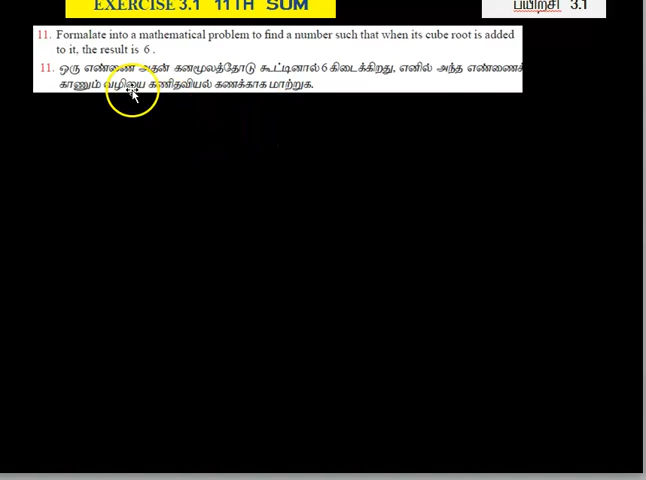 EXERCISE 3.1 11TH SUM
பயிற்சி 3.1
11. Formalate into a mathematical problem to find a number such that when its cube root is added
to it, the result is 6 .
11. ஒரு எண்ணை அதன் கனமூலத்தோடு கூட்டினால் 6 கிடைக்கிறது, எனில் அந்த எண்ணைக்
காணும் வழியை கணிதவியல் கணக்காக மாற்றுக.